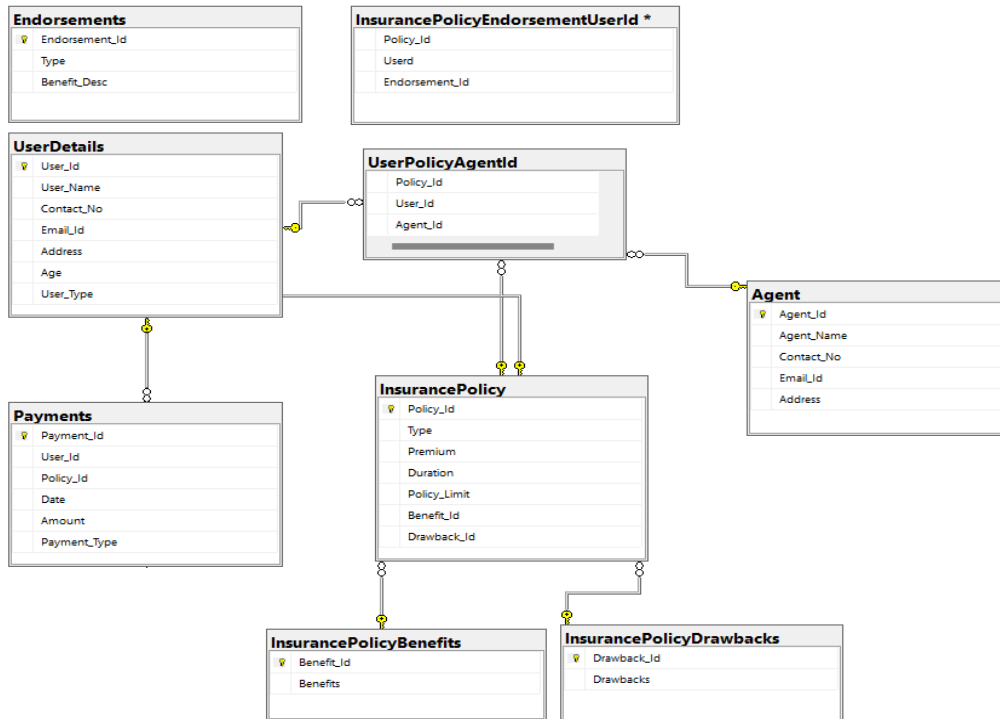 Endorsements
Endorsement_Id
Type
Benefit_Desc
InsurancePolicyEndorsementUserId *
Policy_Id
Userd
Endorsement_Id
UserDetails
User_Id
User_Name
Contact_No
Email_Id
Address
Age
User_Type
UserPolicyAgentId
Policy_Id
User_Id
Agent_Id
Agent
Agent_Id
Agent_Name
Contact_No
Email_Id
Address
InsurancePolicy
Policy_Id
Type
Premium
Duration
Policy_Limit
Benefit_Id
Drawback_Id
Payments
Payment_Id
User_Id
Policy_Id
Date
Amount
Payment_Type
InsurancePolicyBenefits
Benefit_Id
Benefits
InsurancePolicyDrawbacks
Drawback_Id
Drawbacks